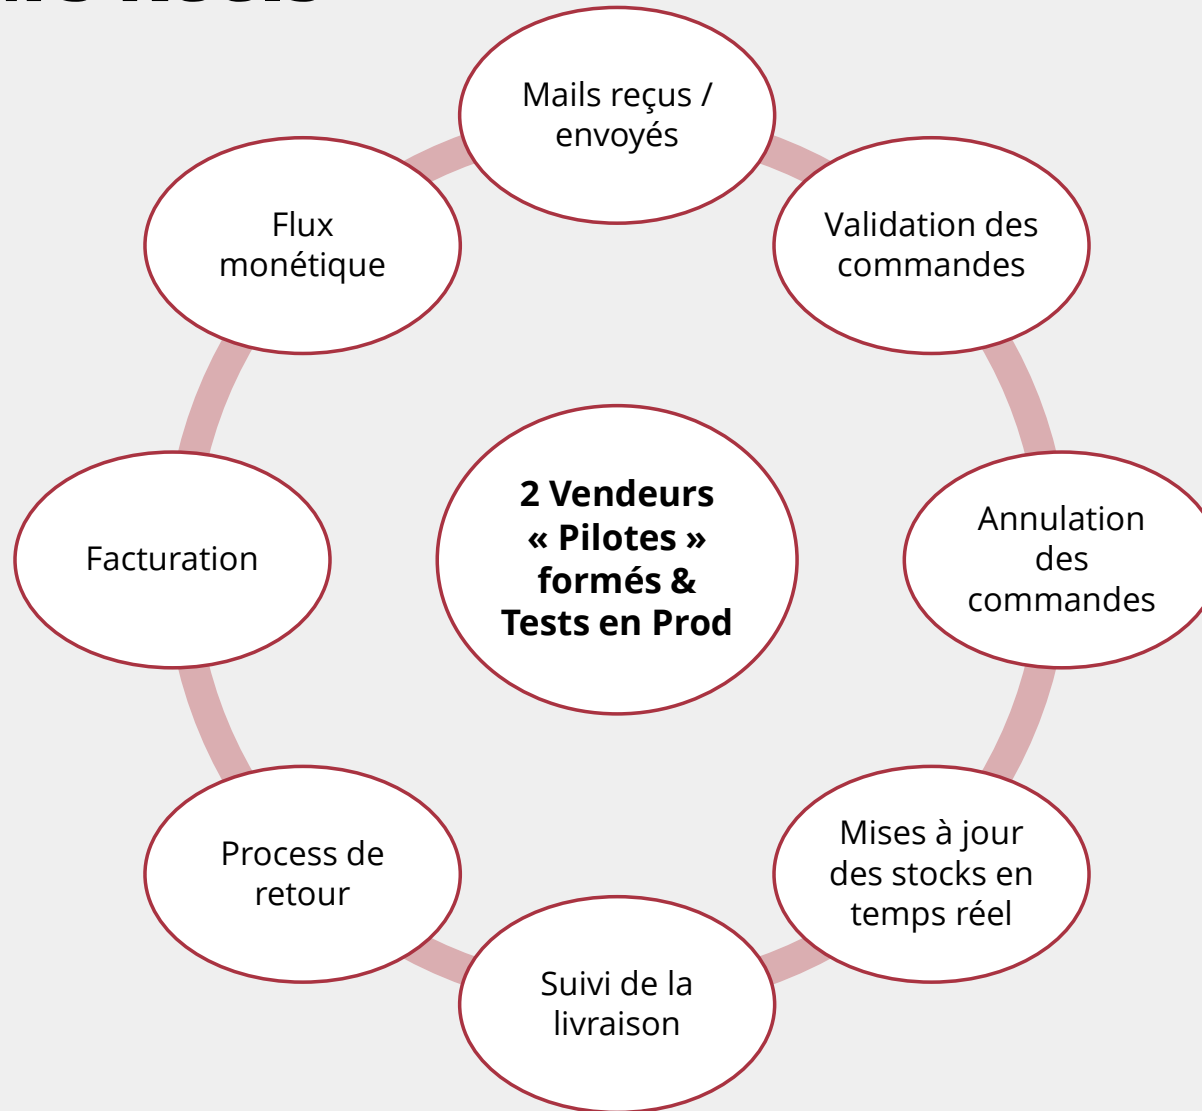 Mails reçus /
envoyés
Validation des
commandes
Annulation
des
commandes
Mises à jour
des stocks en
temps réel
Suivi de la
livraison
Process de
retour
Facturation
Flux
monétique
2 Vendeurs
« Pilotes »
formés &
Tests en Prod